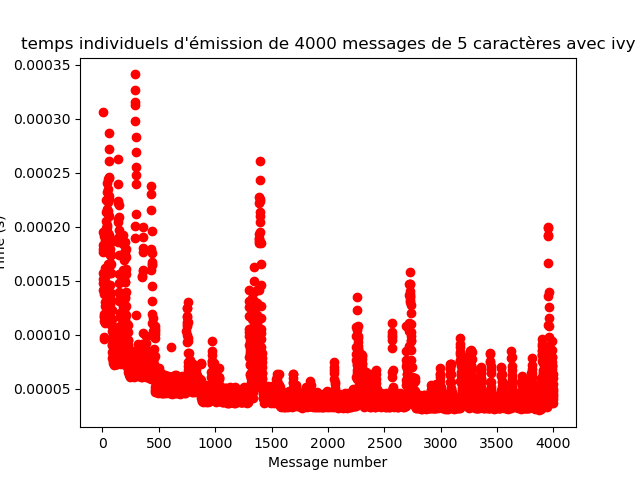 temps individuels d'émission de 4000 messages de 5 caractères avec ivy
0.00035
0.00030
0.00025
0.00020
0.00015
0.00010
0.00005
Time (s)
0 500 1000 1500 2000 2500 3000 3500 4000
Message number